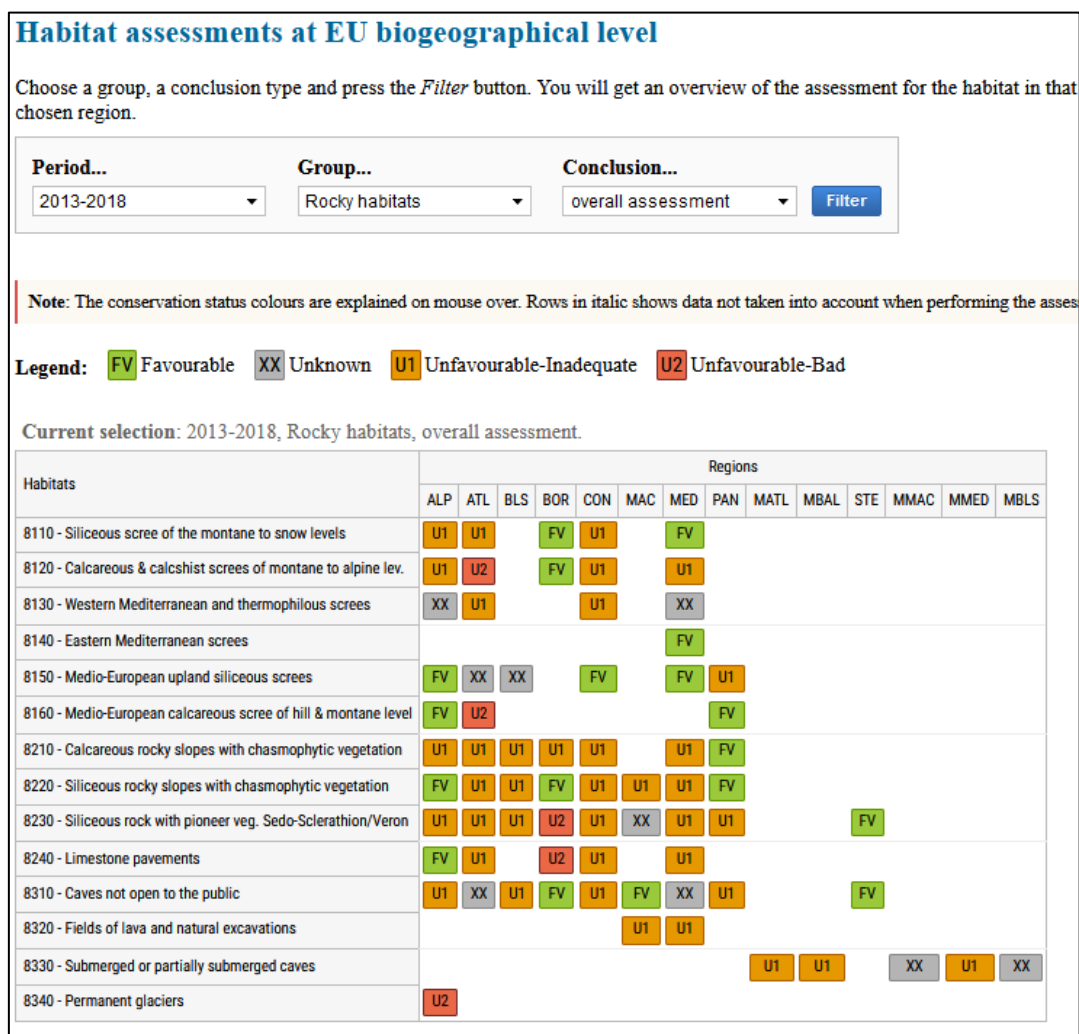 Habitat assessments at EU biogeographical level
Choose a group, a conclusion type and press the Filter button. You will get an overview of the assessment for the habitat in that
chosen region.
Period... Group... Conclusion...
2013-2018 Rocky habitats overall assessment Filter
Note: The conservation status colours are explained on mouse over. Rows in italic shows data not taken into account when performing the
Legend: FV Favourable XX Unknown U1 Unfavourable-Inadequate U2 Unfavourable-Bad
Current selection: 2013-2018, Rocky habitats, overall assessment.
Habitats Regions
ALP ATL BLS BOR CON MAC MED PAN MATL MBAL STE MMAC MMED MBLS
8110 - Siliceous scree of the montane to snow levels U1 U1 FV U1 FV
8120 - Calcareous & calcshist screes of montane to alpine lev. U1 U2 FV U1 U1
8130 - Western Mediterranean and thermophilous screes XX U1 U1 XX
8140 - Eastern Mediterranean screes FV
8150 - Medio-European upland siliceous screes FV XX XX FV FV U1
8160 - Medio-European calcareous scree of hill & montane level FV U2 FV
8210 - Calcareous rocky slopes with chasmophytic vegetation U1 U1 U1 U1 U1 U1 FV
8220 - Siliceous rocky slopes with chasmophytic vegetation FV U1 U1 FV U1 U1 U1 FV
8230 - Siliceous rock with pioneer veg. Sedo-Sclerathion/Veron U1 U1 U1 U2 U1 XX U1 U1 FV
8240 - Limestone pavements FV U1 U2 U1 U1
8310 - Caves not open to the public U1 XX U1 FV U1 FV XX U1 FV
8320 - Fields of lava and natural excavations U1 U1
8330 - Submerged or partially submerged caves U1 U1 XX U1 XX
8340 - Permanent glaciers U2